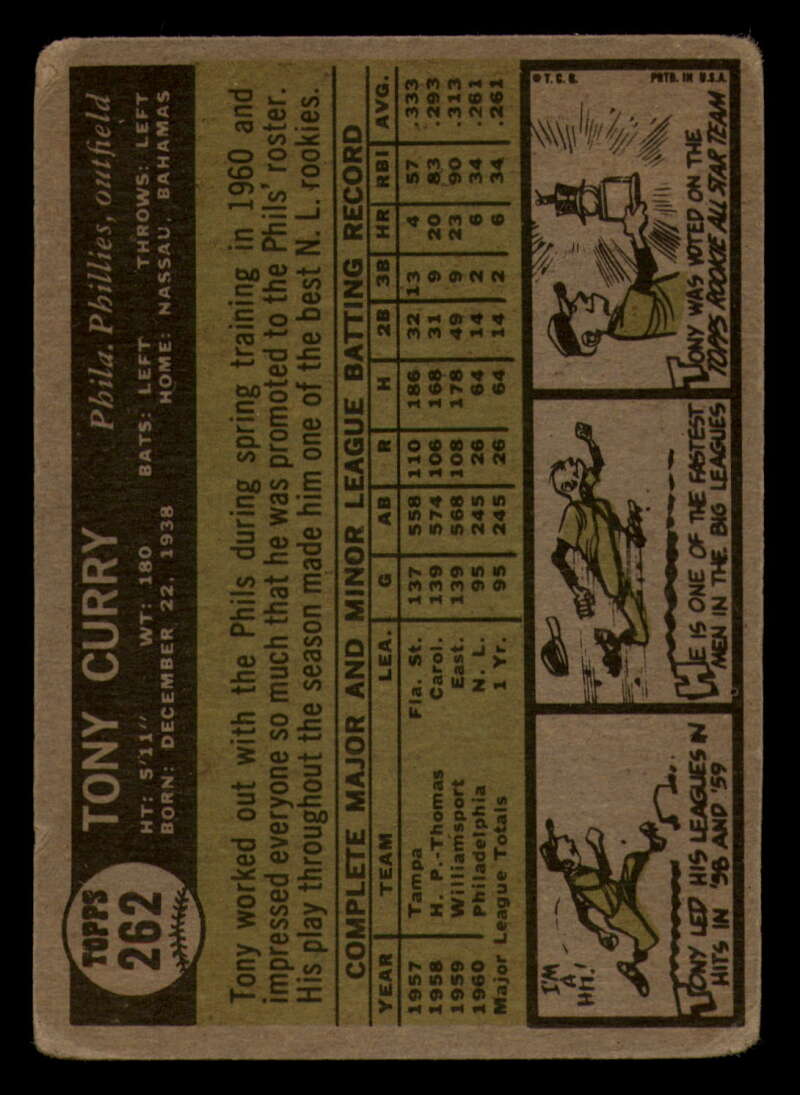 TOPPS
262
TONY CURRY Phila. Phillies, outfield
HT: 5'11" WT: 180 BATS: LEFT THROWS: LEFT
BORN: DECEMBER 22, 1938 HOME: NASSAU, BAHAMAS
Tony worked out with the Phils during spring training in 1960 and
impressed everyone so much that he was promoted to the Phils' roster.
His play throughout the season made him one of the best N. L. rookies.
COMPLETE MAJOR AND MINOR LEAGUE BATTING RECORD
YEAR TEAM LEA. G AB R H 2B 3B HR RBI AVG.
1957 Tampa Fla. St. 137 558 110 186 32 13 4 57 .333
1958 H. P.-Thomas Carol. 139 574 106 168 31 9 20 83 .293
1959 Williamsport East. 139 568 108 178 49 9 23 90 .313
1960 Philadelphia N. L. 95 245 26 64 14 2 6 34 .261
Major League Totals 1 Yr. 95 245 26 64 14 2 6 34 .261
I'M
A
HIT!
TONY LED HIS LEAGUES IN
HITS IN '58 AND '59
HE IS ONE OF THE FASTEST
MEN IN THE BIG LEAGUES
© T. C. G. PRTD. IN U.S.A.
TONY WAS VOTED ON THE
TOPPS ROOKIE ALL STAR TEAM